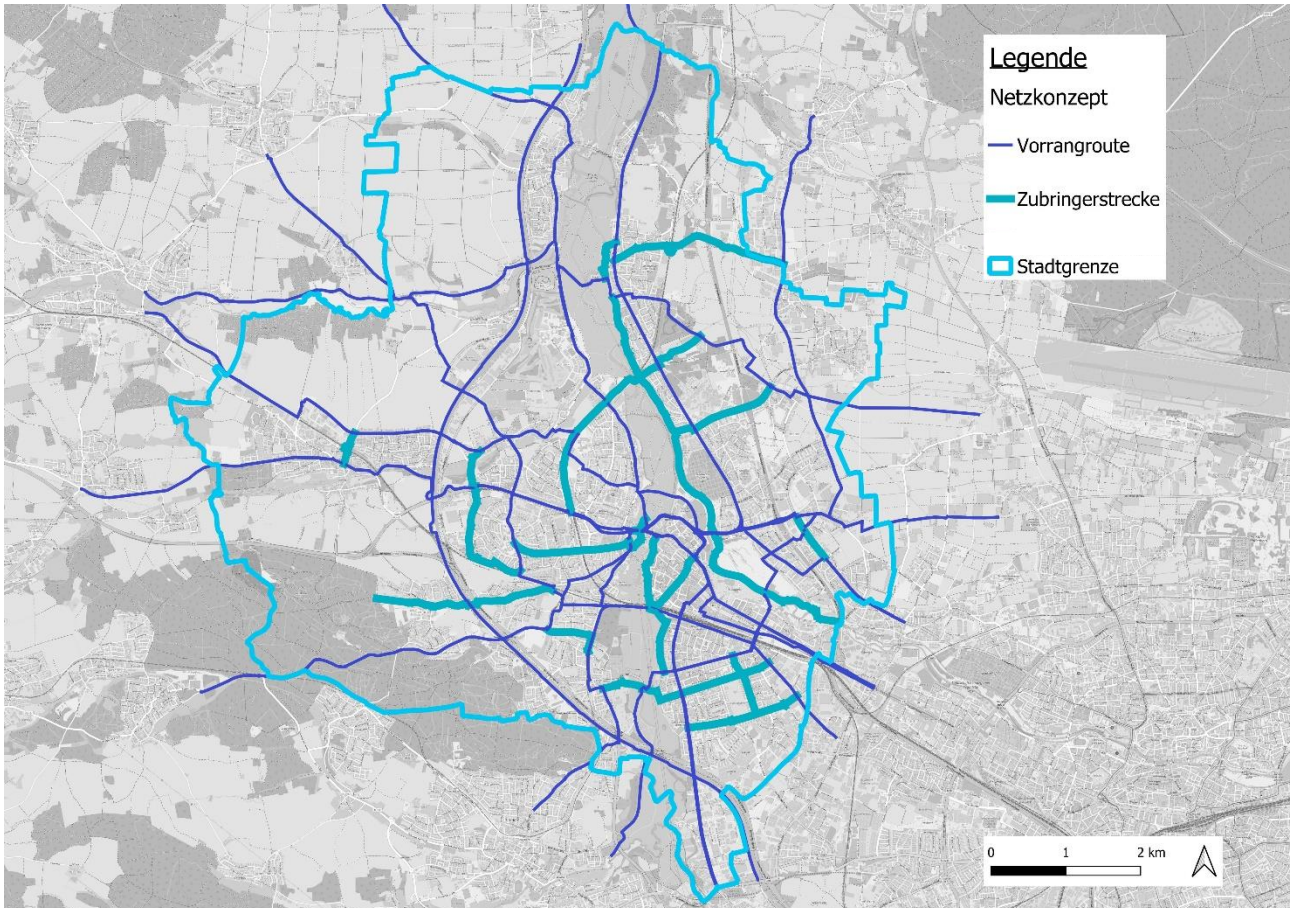 Legende
Netzkonzept
Vorrangroute
Zubringerstrecke
Stadtgrenze
0 1 2 km